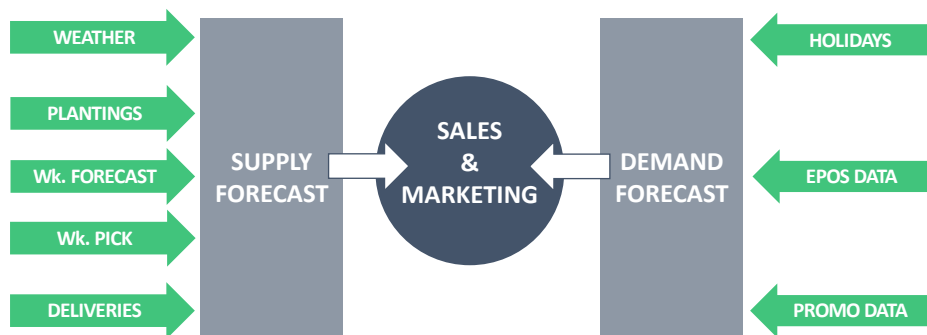 WEATHER
PLANTINGS
Wk. FORECAST
Wk. PICK
DELIVERIES
SUPPLY
FORECAST
SALES
&
MARKETING
DEMAND
FORECAST
HOLIDAYS
EPOS DATA
PROMO DATA